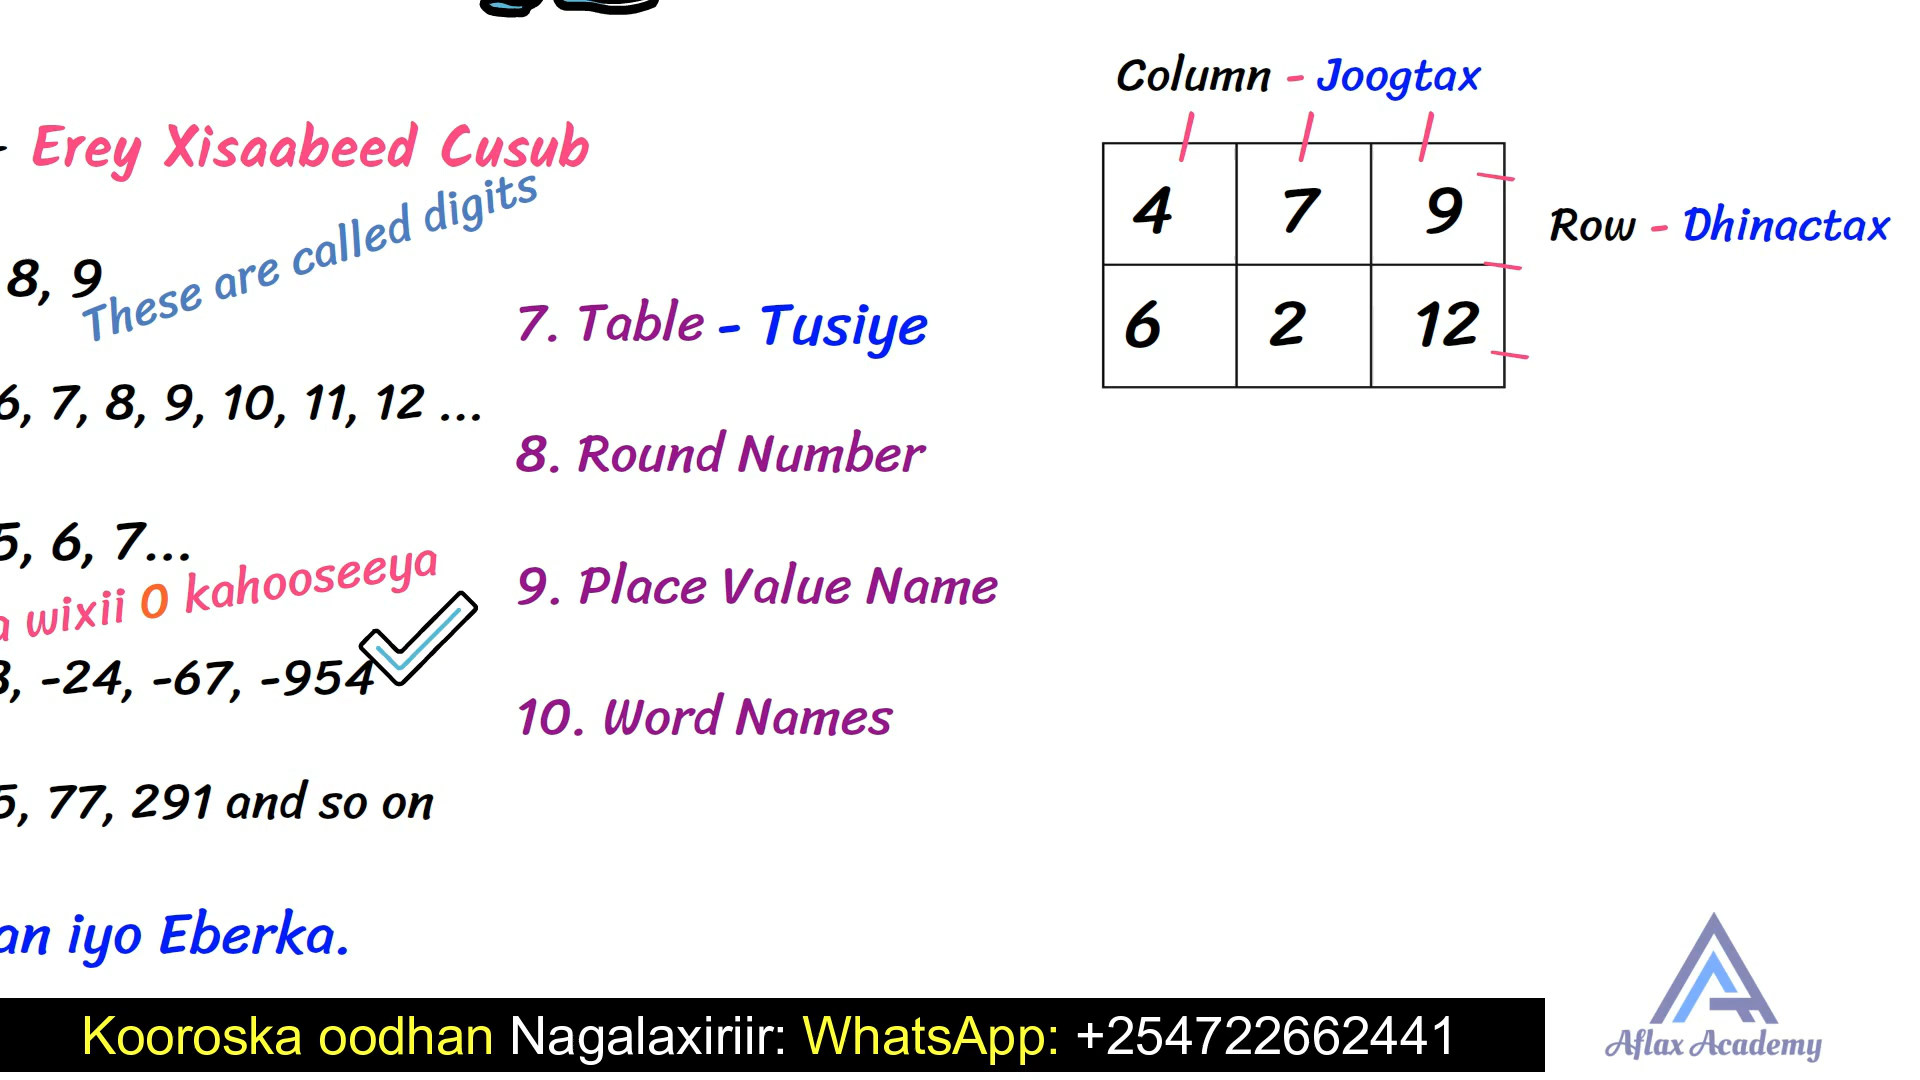 - Erey Xisaabeed Cusub
8, 9
These are called digits
6, 7, 8, 9, 10, 11, 12 ...
5, 6, 7...
a wixii 0 kahooseeya
3, -24, -67, -954
5, 77, 291 and so on
an iyo Eberka.
7. Table - Tusiye
8. Round Number
9. Place Value Name
10. Word Names
Column - Joogtax
4 7 9
Row - Dhinactax
6 2 12
Kooroska oodhan Nagalaxiriir: WhatsApp: +254722662441
Aflax Academy